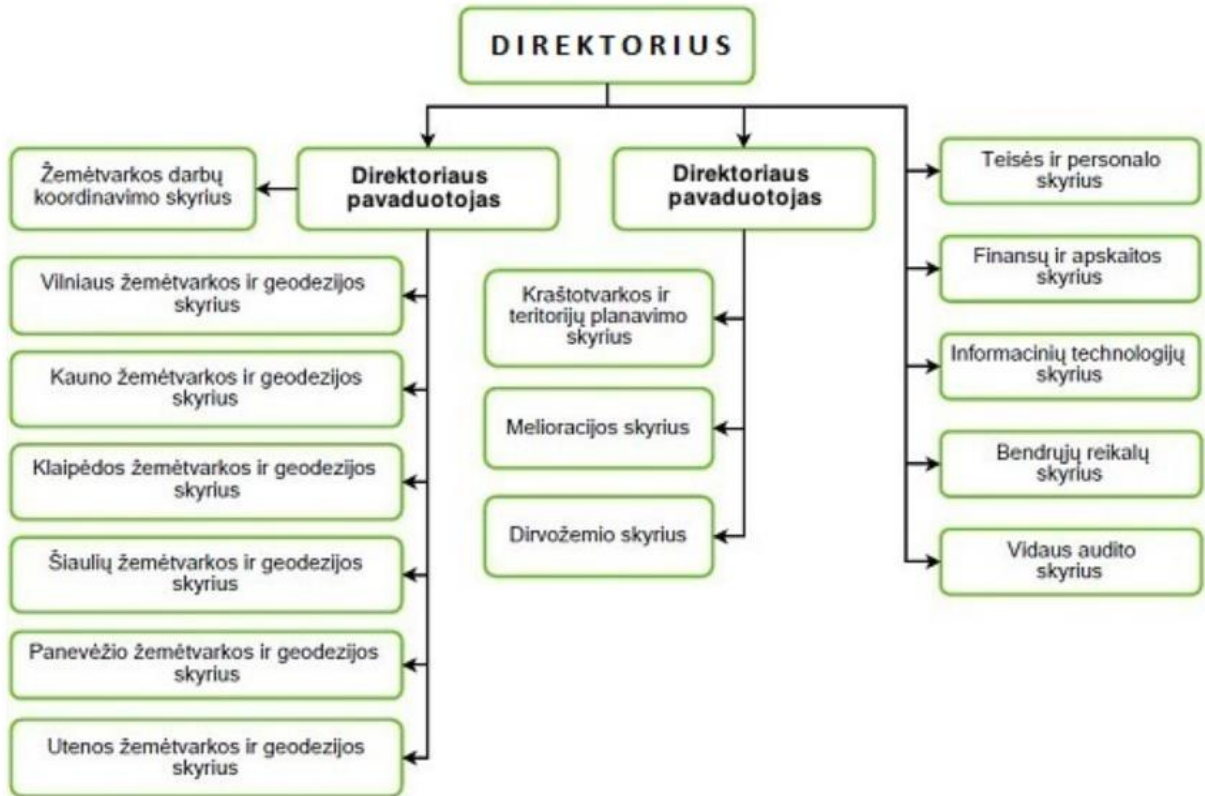 DIREKTORIUS
Žemėtvarkos darbų
koordinavimo skyrius
Direktoriaus
pavaduotojas
Direktoriaus
pavaduotojas
Vilniaus žemėtvarkos ir geodezijos
skyrius
Kauno žemėtvarkos ir geodezijos
skyrius
Klaipėdos žemėtvarkos ir geodezijos
skyrius
Šiaulių žemėtvarkos ir geodezijos
skyrius
Panevėžio žemėtvarkos ir geodezijos
skyrius
Utenos žemėtvarkos ir geodezijos
skyrius
Kraštotvarkos ir
teritorijų planavimo
skyrius
Melioracijos skyrius
Dirvožemio skyrius
Teisės ir personalo
skyrius
Finansų ir apskaitos
skyrius
Informacinių technologijų
skyrius
Bendrųjų reikalų
skyrius
Vidaus audito
skyrius